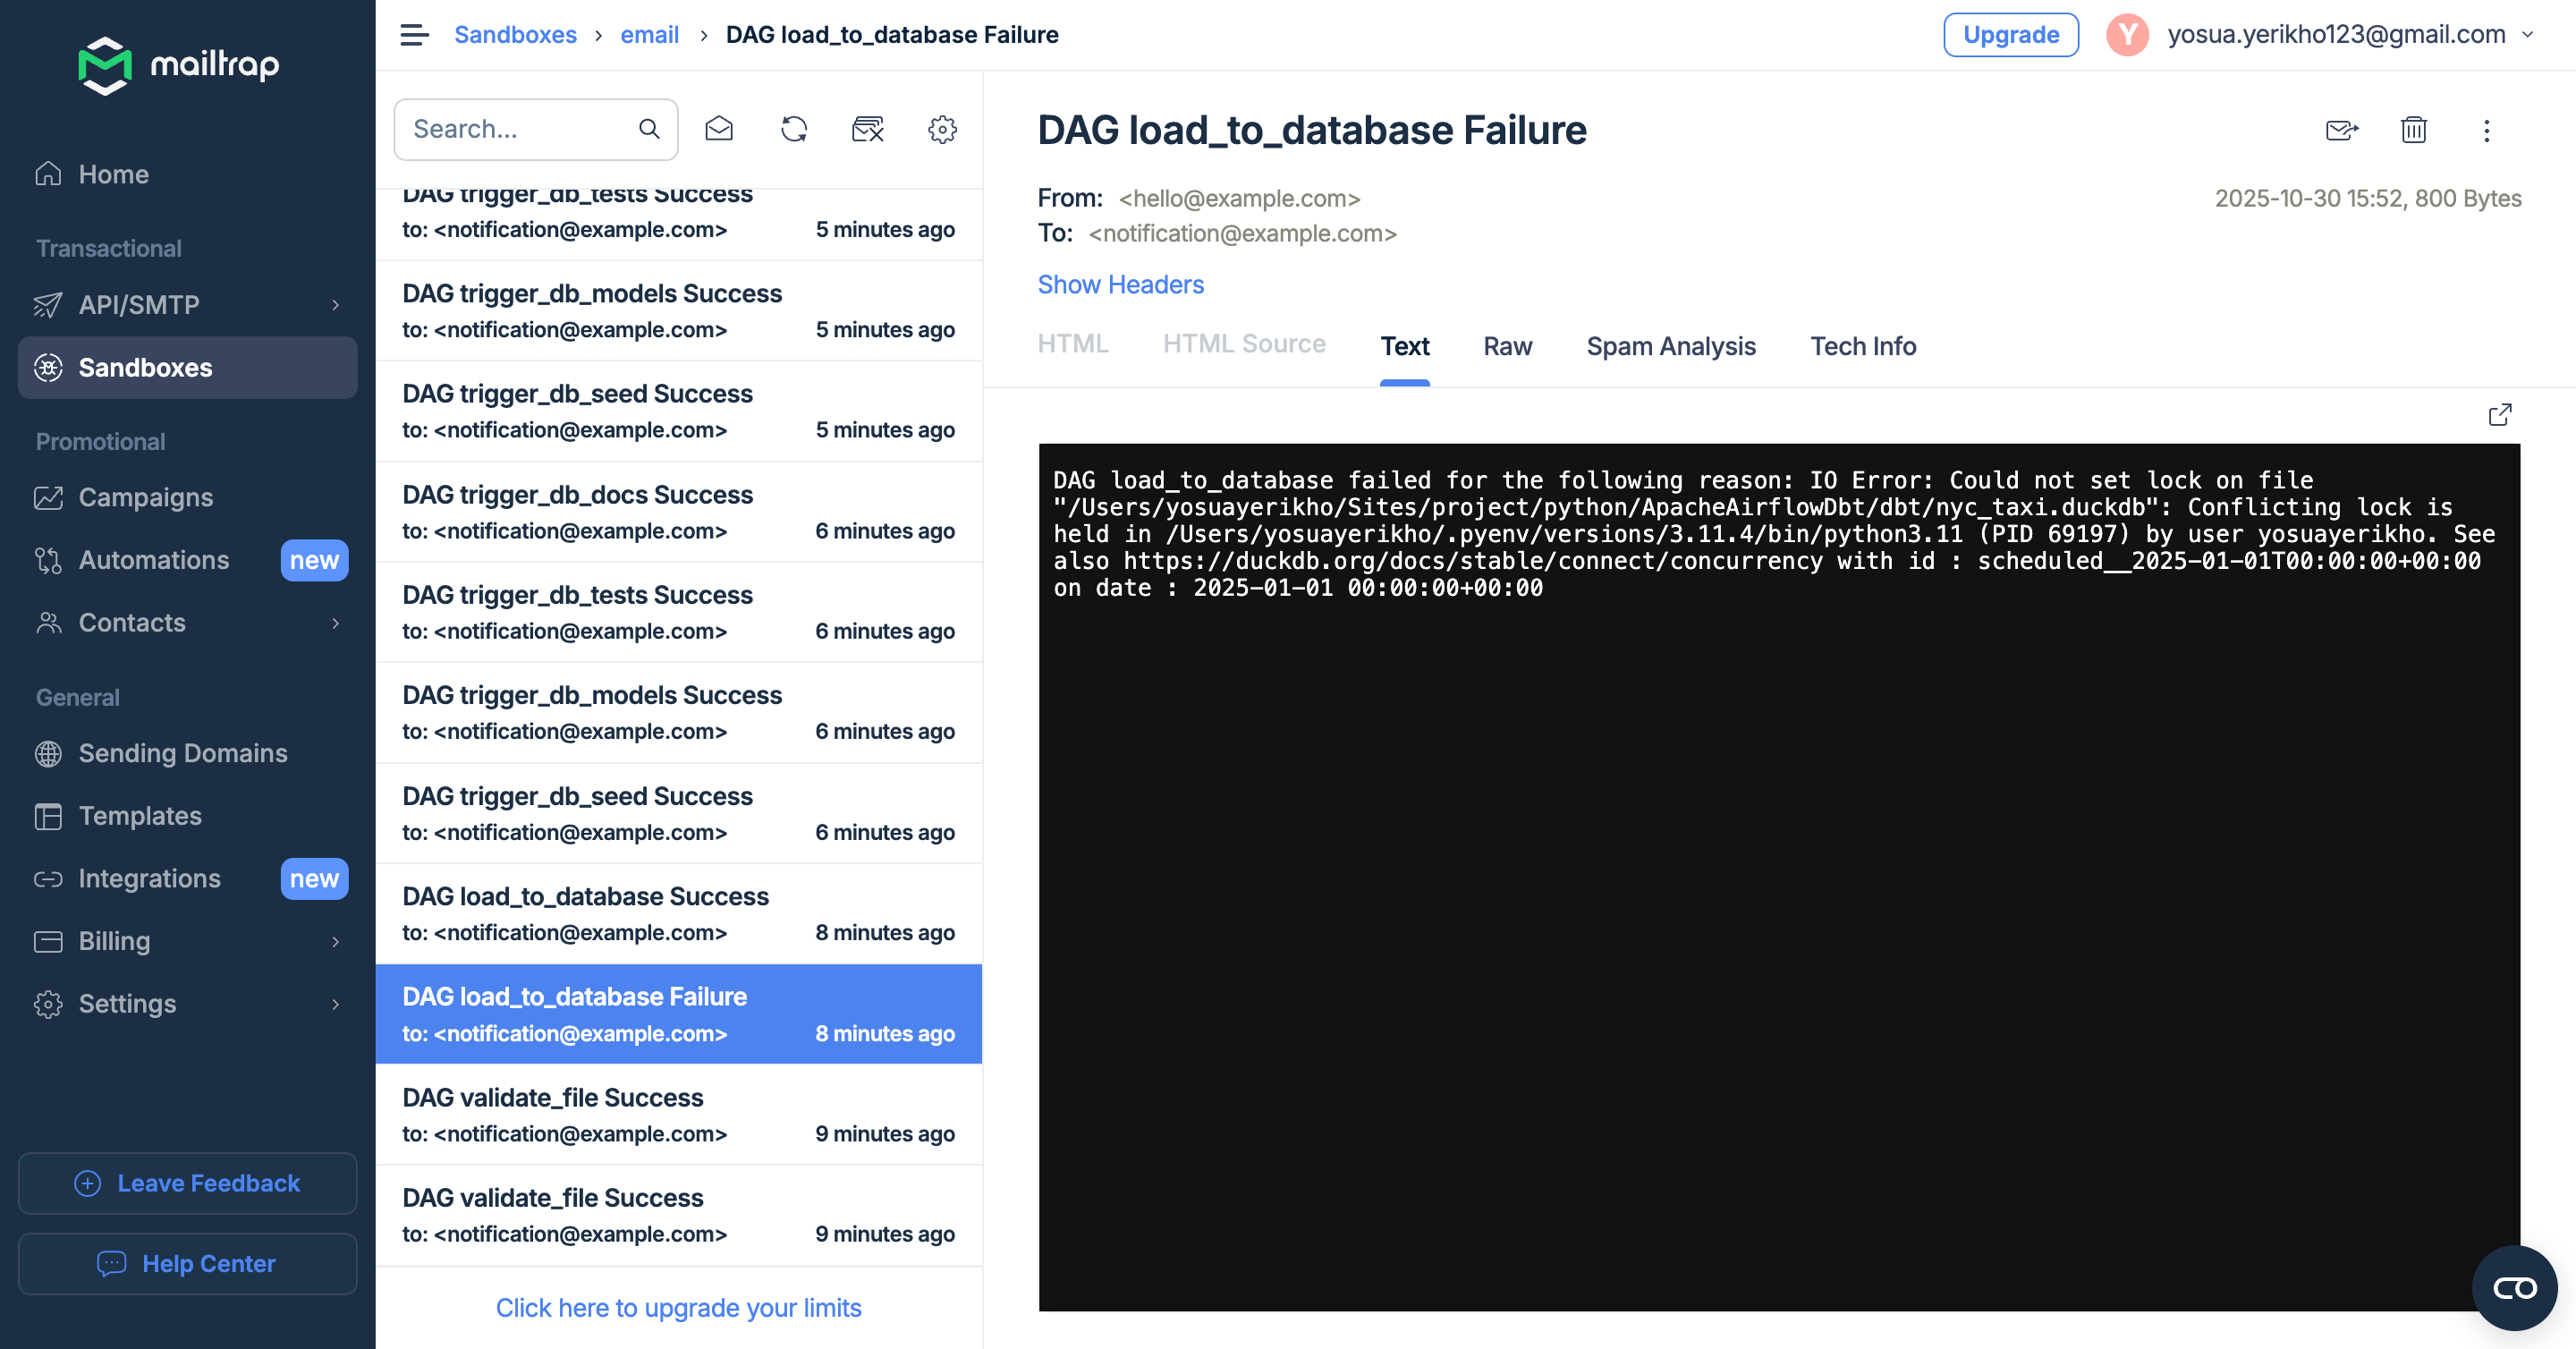 mailtrap
Home
Transactional
API/SMTP
Sandboxes
Promotional
Campaigns
Automations new
Contacts
General
Sending Domains
Templates
Integrations new
Billing
Settings
Leave Feedback
Help Center
Sandboxes › email › DAG load_to_database Failure
Upgrade
Y
yosua.yerikho123@gmail.com
Search...
DAG trigger_db_tests Success
to: <notification@example.com> 5 minutes ago
DAG trigger_db_models Success
to: <notification@example.com> 5 minutes ago
DAG trigger_db_seed Success
to: <notification@example.com> 5 minutes ago
DAG trigger_db_docs Success
to: <notification@example.com> 6 minutes ago
DAG trigger_db_tests Success
to: <notification@example.com> 6 minutes ago
DAG trigger_db_models Success
to: <notification@example.com> 6 minutes ago
DAG trigger_db_seed Success
to: <notification@example.com> 6 minutes ago
DAG load_to_database Success
to: <notification@example.com> 8 minutes ago
DAG load_to_database Failure
to: <notification@example.com> 8 minutes ago
DAG validate_file Success
to: <notification@example.com> 9 minutes ago
DAG validate_file Success
to: <notification@example.com> 9 minutes ago
Click here to upgrade your limits
DAG load_to_database Failure
From: <hello@example.com>
2025-10-30 15:52, 800 Bytes
To: <notification@example.com>
Show Headers
HTML HTML Source Text Raw Spam Analysis Tech Info
DAG load_to_database failed for the following reason: IO Error: Could not set lock on file
"/Users/yosuayerikho/Sites/project/python/ApacheAirflowDbt/dbt/nyc_taxi.duckdb": Conflicting lock is
held in /Users/yosuayerikho/.pyenv/versions/3.11.4/bin/python3.11 (PID 69197) by user yosuayerikho. See
also https://duckdb.org/docs/stable/connect/concurrency with id : scheduled__2025-01-01T00:00:00+00:00
on date : 2025-01-01 00:00:00+00:00